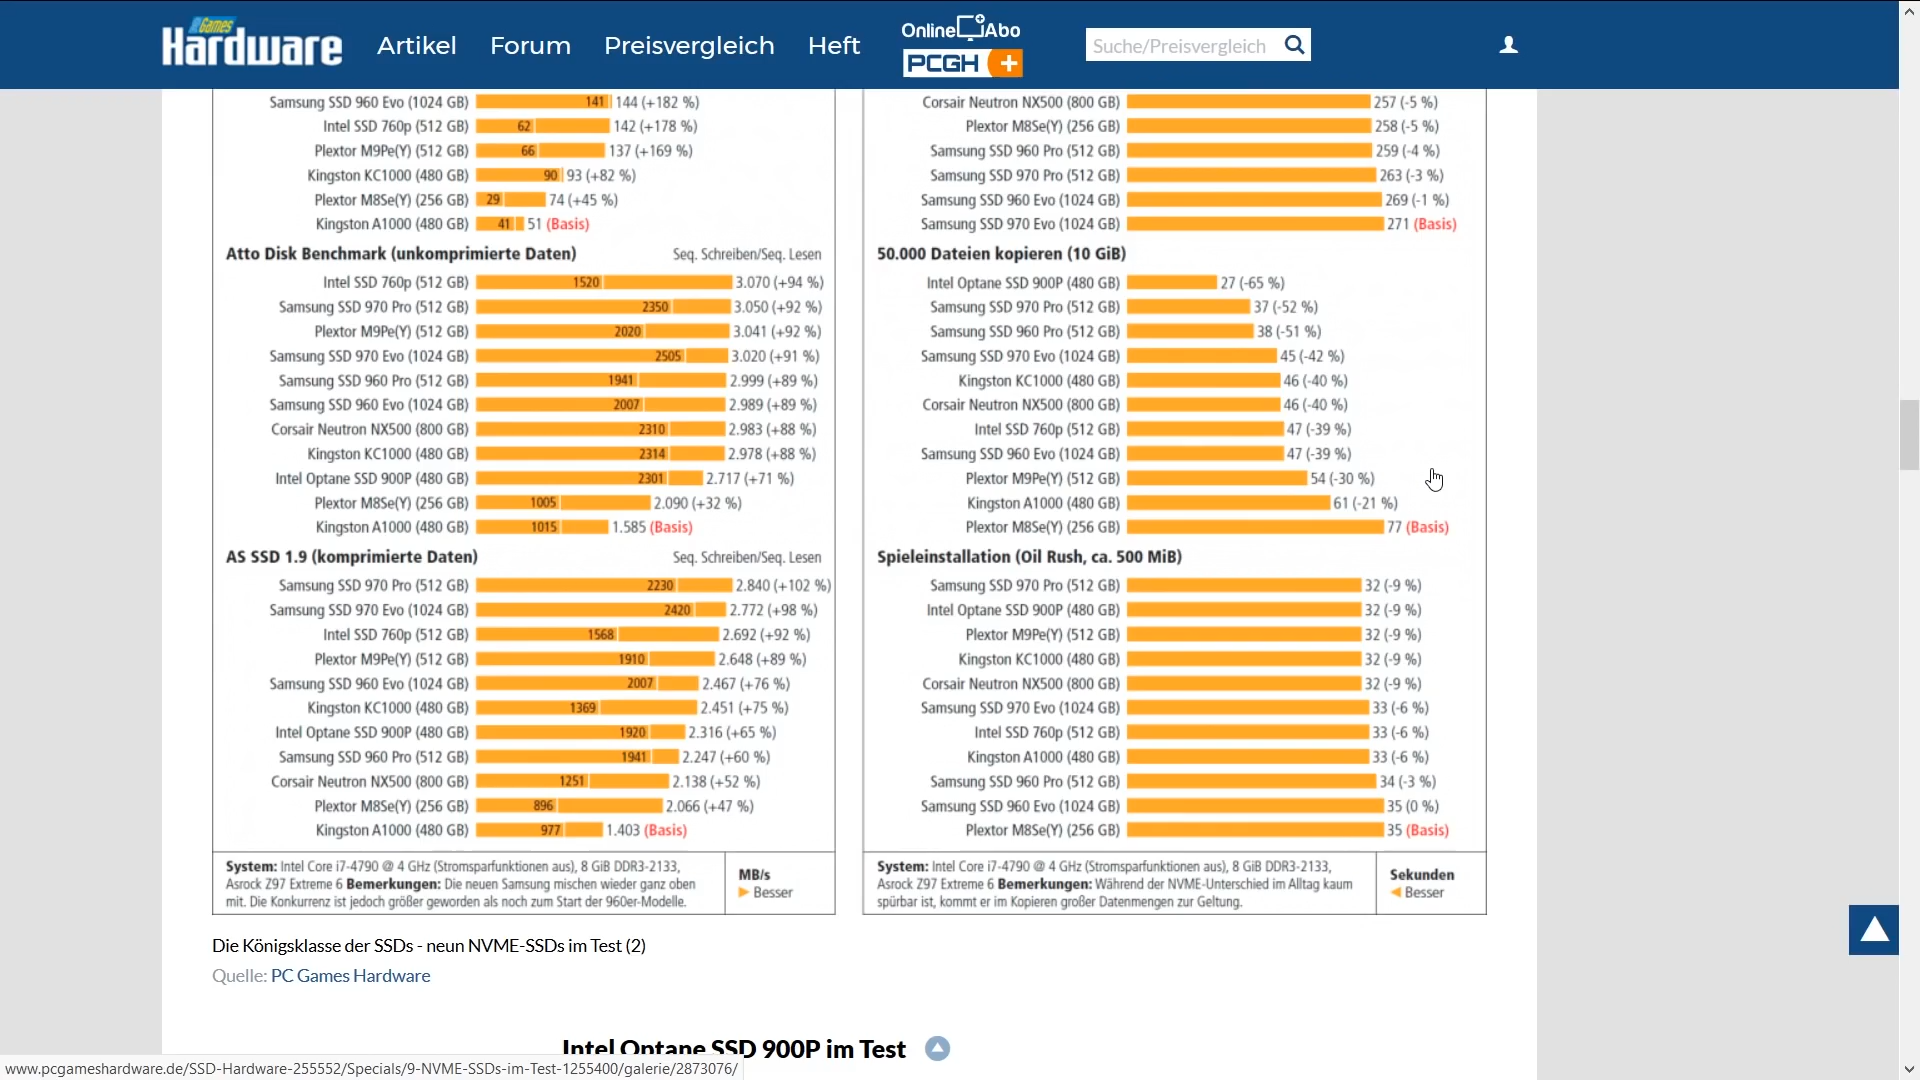 PC Games
Hardware
Artikel
Forum
Preisvergleich
Heft
Online Abo
PCGH +
Suche/Preisvergleich
Samsung SSD 960 Evo (1024 GB) 141 144 (+182 %)
Intel SSD 760p (512 GB) 62 142 (+178 %)
Plextor M9Pe(Y) (512 GB) 66 137 (+169 %)
Kingston KC1000 (480 GB) 90 93 (+82 %)
Plextor M8Se(Y) (256 GB) 29 74 (+45 %)
Kingston A1000 (480 GB) 41 51 (Basis)
Atto Disk Benchmark (unkomprimierte Daten) Seq. Schreiben/Seq. Lesen
Intel SSD 760p (512 GB) 1520 3.070 (+94 %)
Samsung SSD 970 Pro (512 GB) 2350 3.050 (+92 %)
Plextor M9Pe(Y) (512 GB) 2020 3.041 (+92 %)
Samsung SSD 970 Evo (1024 GB) 2505 3.020 (+91 %)
Samsung SSD 960 Pro (512 GB) 1941 2.999 (+89 %)
Samsung SSD 960 Evo (1024 GB) 2007 2.989 (+89 %)
Corsair Neutron NX500 (800 GB) 2310 2.983 (+88 %)
Kingston KC1000 (480 GB) 2314 2.978 (+88 %)
Intel Optane SSD 900P (480 GB) 2301 2.717 (+71 %)
Plextor M8Se(Y) (256 GB) 1005 2.090 (+32 %)
Kingston A1000 (480 GB) 1015 1.585 (Basis)
AS SSD 1.9 (komprimierte Daten) Seq. Schreiben/Seq. Lesen
Samsung SSD 970 Pro (512 GB) 2230 2.840 (+102 %)
Samsung SSD 970 Evo (1024 GB) 2420 2.772 (+98 %)
Intel SSD 760p (512 GB) 1568 2.692 (+92 %)
Plextor M9Pe(Y) (512 GB) 1910 2.648 (+89 %)
Samsung SSD 960 Evo (1024 GB) 2007 2.467 (+76 %)
Kingston KC1000 (480 GB) 1369 2.451 (+75 %)
Intel Optane SSD 900P (480 GB) 1920 2.316 (+65 %)
Samsung SSD 960 Pro (512 GB) 1941 2.247 (+60 %)
Corsair Neutron NX500 (800 GB) 1251 2.138 (+52 %)
Plextor M8Se(Y) (256 GB) 896 2.066 (+47 %)
Kingston A1000 (480 GB) 977 1.403 (Basis)
System: Intel Core i7-4790 @ 4 GHz (Stromsparfunktionen aus), 8 GiB DDR3-2133,
Asrock Z97 Extreme 6 Bemerkungen: Die neuen Samsung mischen wieder ganz oben
mit. Die Konkurrenz ist jedoch größer geworden als noch zum Start der 960er-Modelle.
MB/s
► Besser
Corsair Neutron NX500 (800 GB) 257 (-5 %)
Plextor M8Se(Y) (256 GB) 258 (-5 %)
Samsung SSD 960 Pro (512 GB) 259 (-4 %)
Samsung SSD 970 Pro (512 GB) 263 (-3 %)
Samsung SSD 960 Evo (1024 GB) 269 (-1 %)
Samsung SSD 970 Evo (1024 GB) 271 (Basis)
50.000 Dateien kopieren (10 GiB)
Intel Optane SSD 900P (480 GB) 27 (-65 %)
Samsung SSD 970 Pro (512 GB) 37 (-52 %)
Samsung SSD 960 Pro (512 GB) 38 (-51 %)
Samsung SSD 970 Evo (1024 GB) 45 (-42 %)
Kingston KC1000 (480 GB) 46 (-40 %)
Corsair Neutron NX500 (800 GB) 46 (-40 %)
Intel SSD 760p (512 GB) 47 (-39 %)
Samsung SSD 960 Evo (1024 GB) 47 (-39 %)
Plextor M9Pe(Y) (512 GB) 54 (-30 %)
Kingston A1000 (480 GB) 61 (-21 %)
Plextor M8Se(Y) (256 GB) 77 (Basis)
Spieleinstallation (Oil Rush, ca. 500 MiB)
Samsung SSD 970 Pro (512 GB) 32 (-9 %)
Intel Optane SSD 900P (480 GB) 32 (-9 %)
Plextor M9Pe(Y) (512 GB) 32 (-9 %)
Kingston KC1000 (480 GB) 32 (-9 %)
Corsair Neutron NX500 (800 GB) 32 (-9 %)
Samsung SSD 970 Evo (1024 GB) 33 (-6 %)
Intel SSD 760p (512 GB) 33 (-6 %)
Kingston A1000 (480 GB) 33 (-6 %)
Samsung SSD 960 Pro (512 GB) 34 (-3 %)
Samsung SSD 960 Evo (1024 GB) 35 (0 %)
Plextor M8Se(Y) (256 GB) 35 (Basis)
System: Intel Core i7-4790 @ 4 GHz (Stromsparfunktionen aus), 8 GiB DDR3-2133,
Asrock Z97 Extreme 6 Bemerkungen: Während der NVME-Unterschied im Alltag kaum
spürbar ist, kommt er im Kopieren großer Datenmengen zur Geltung.
Sekunden
◄ Besser
Die Königsklasse der SSDs - neun NVME-SSDs im Test (2)
Quelle: PC Games Hardware
Intel Optane SSD 900P im Test
www.pcgameshardware.de/SSD-Hardware-255552/Specials/9-NVME-SSDs-im-Test-1255400/galerie/2873076/